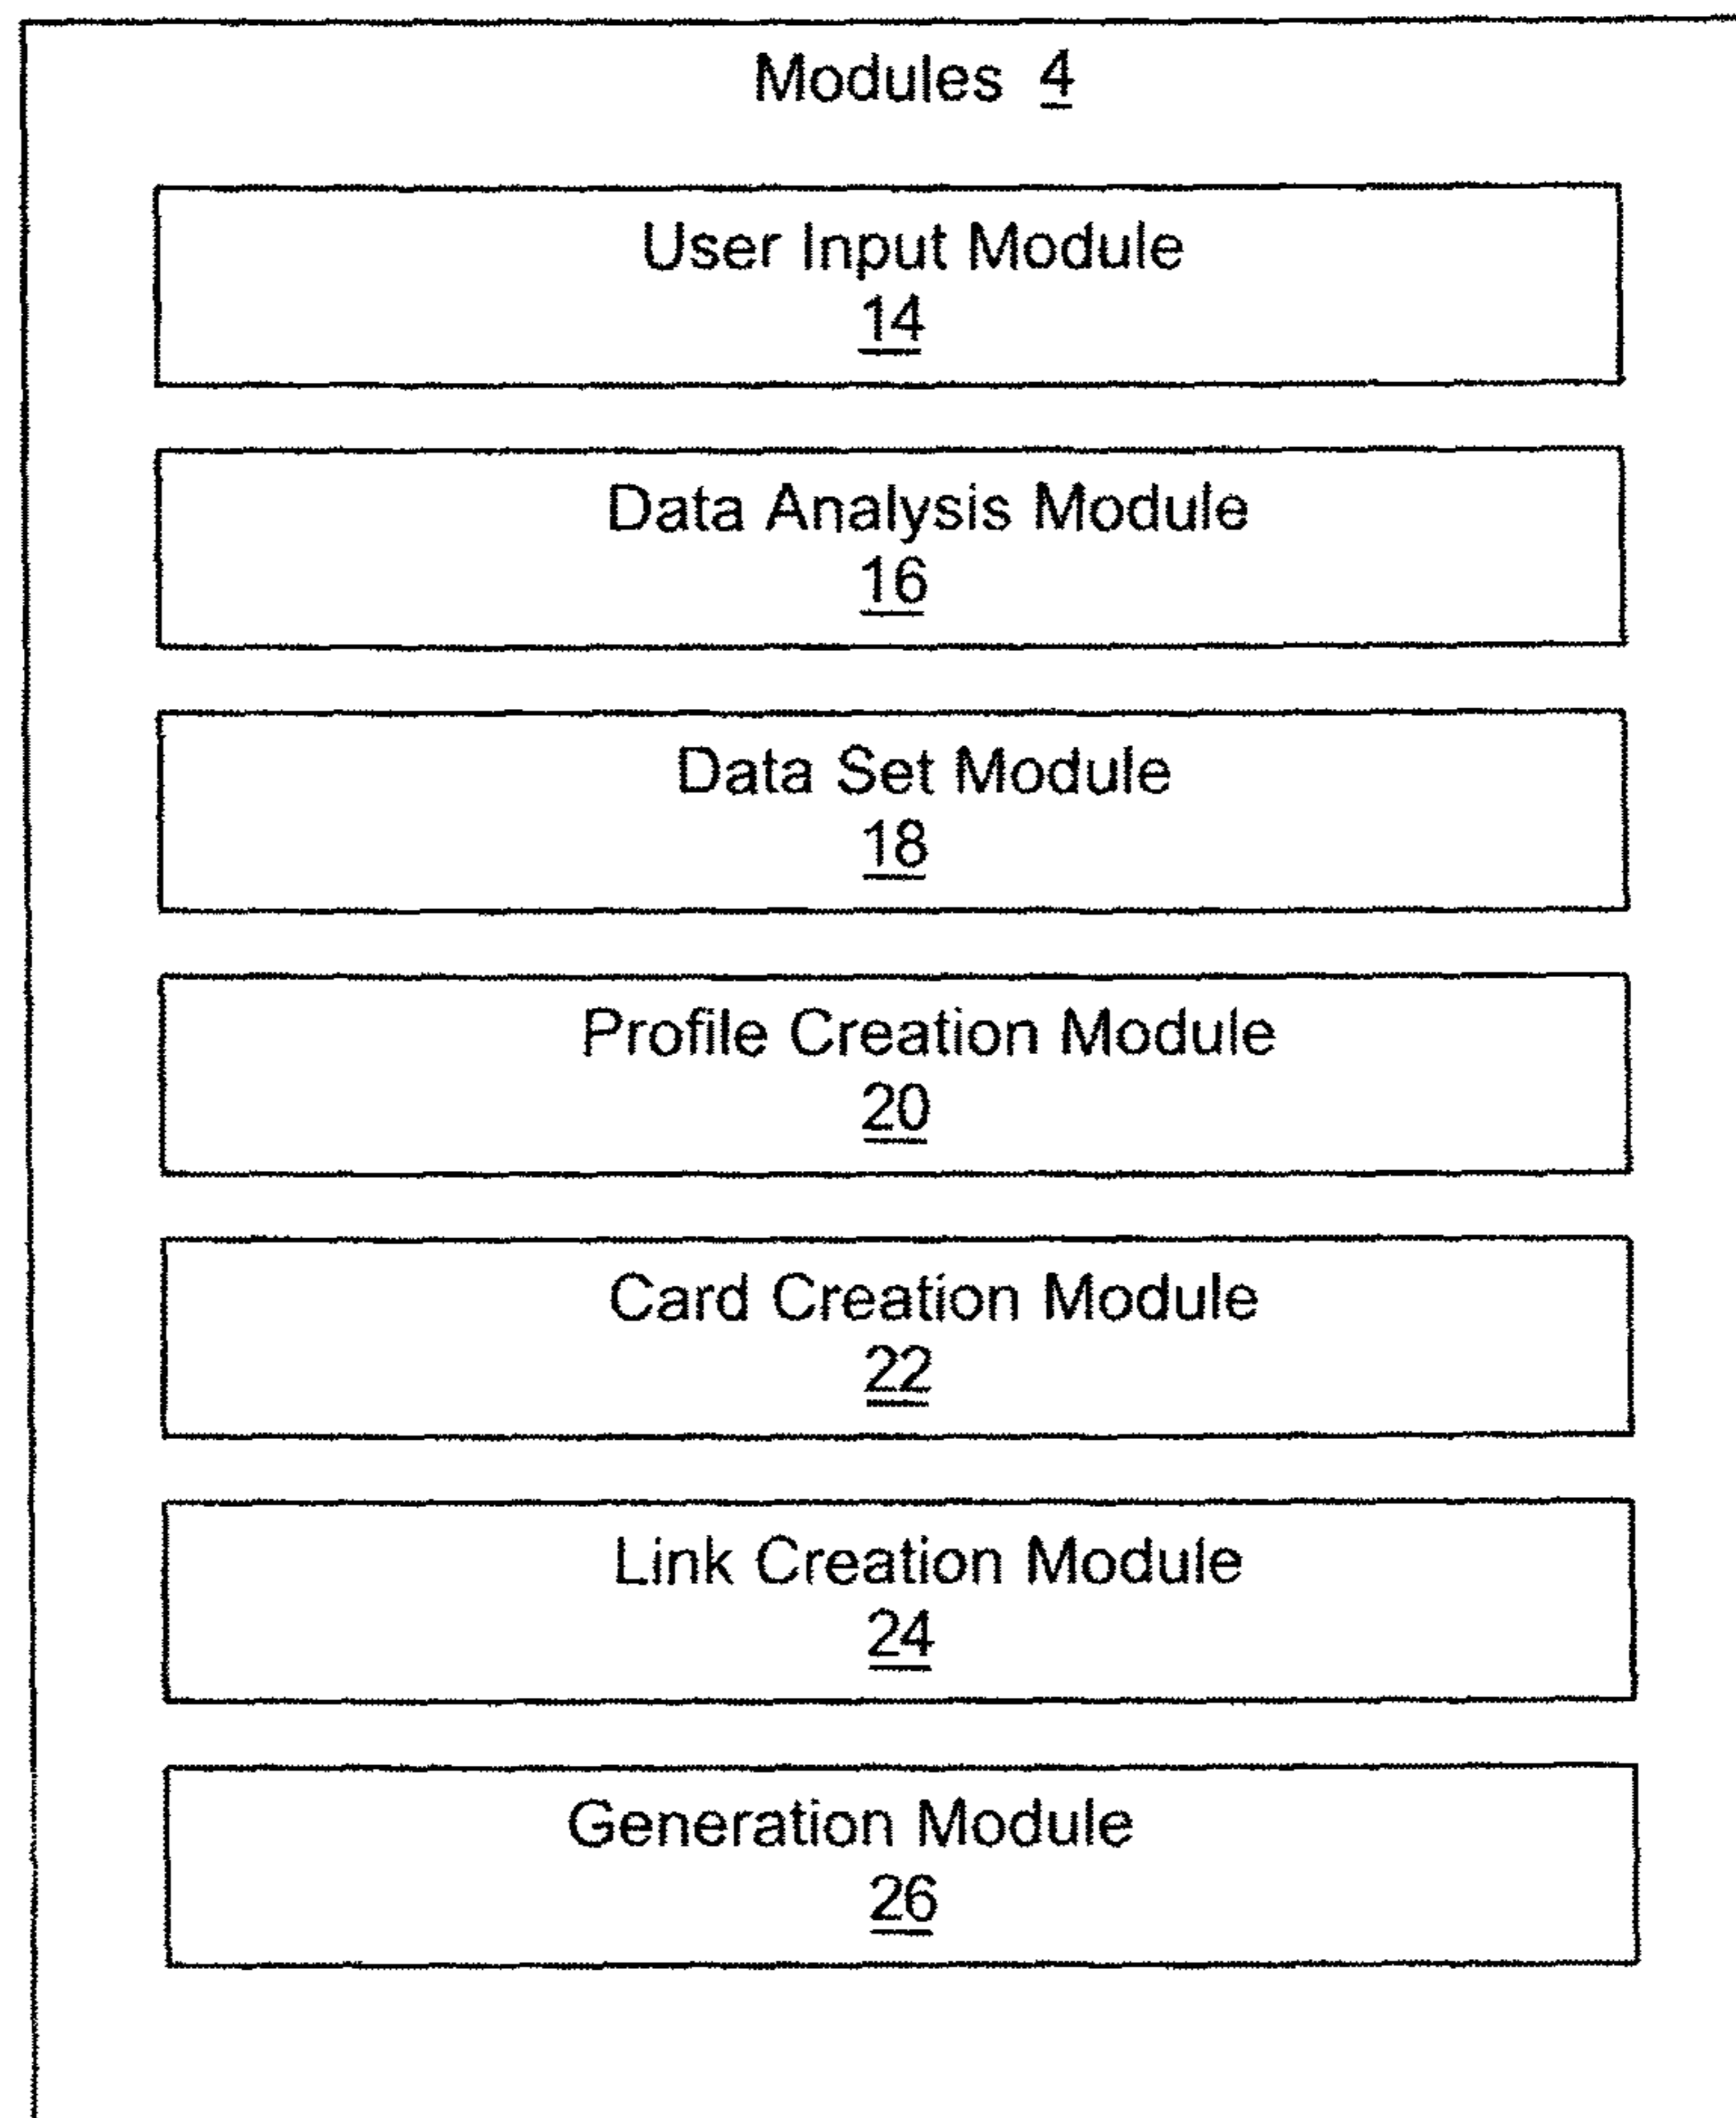 Modules 4
User Input Module
14
Data Analysis Module
16
Data Set Module
18
Profile Creation Module
20
Card Creation Module
22
Link Creation Module
24
Generation Module
26